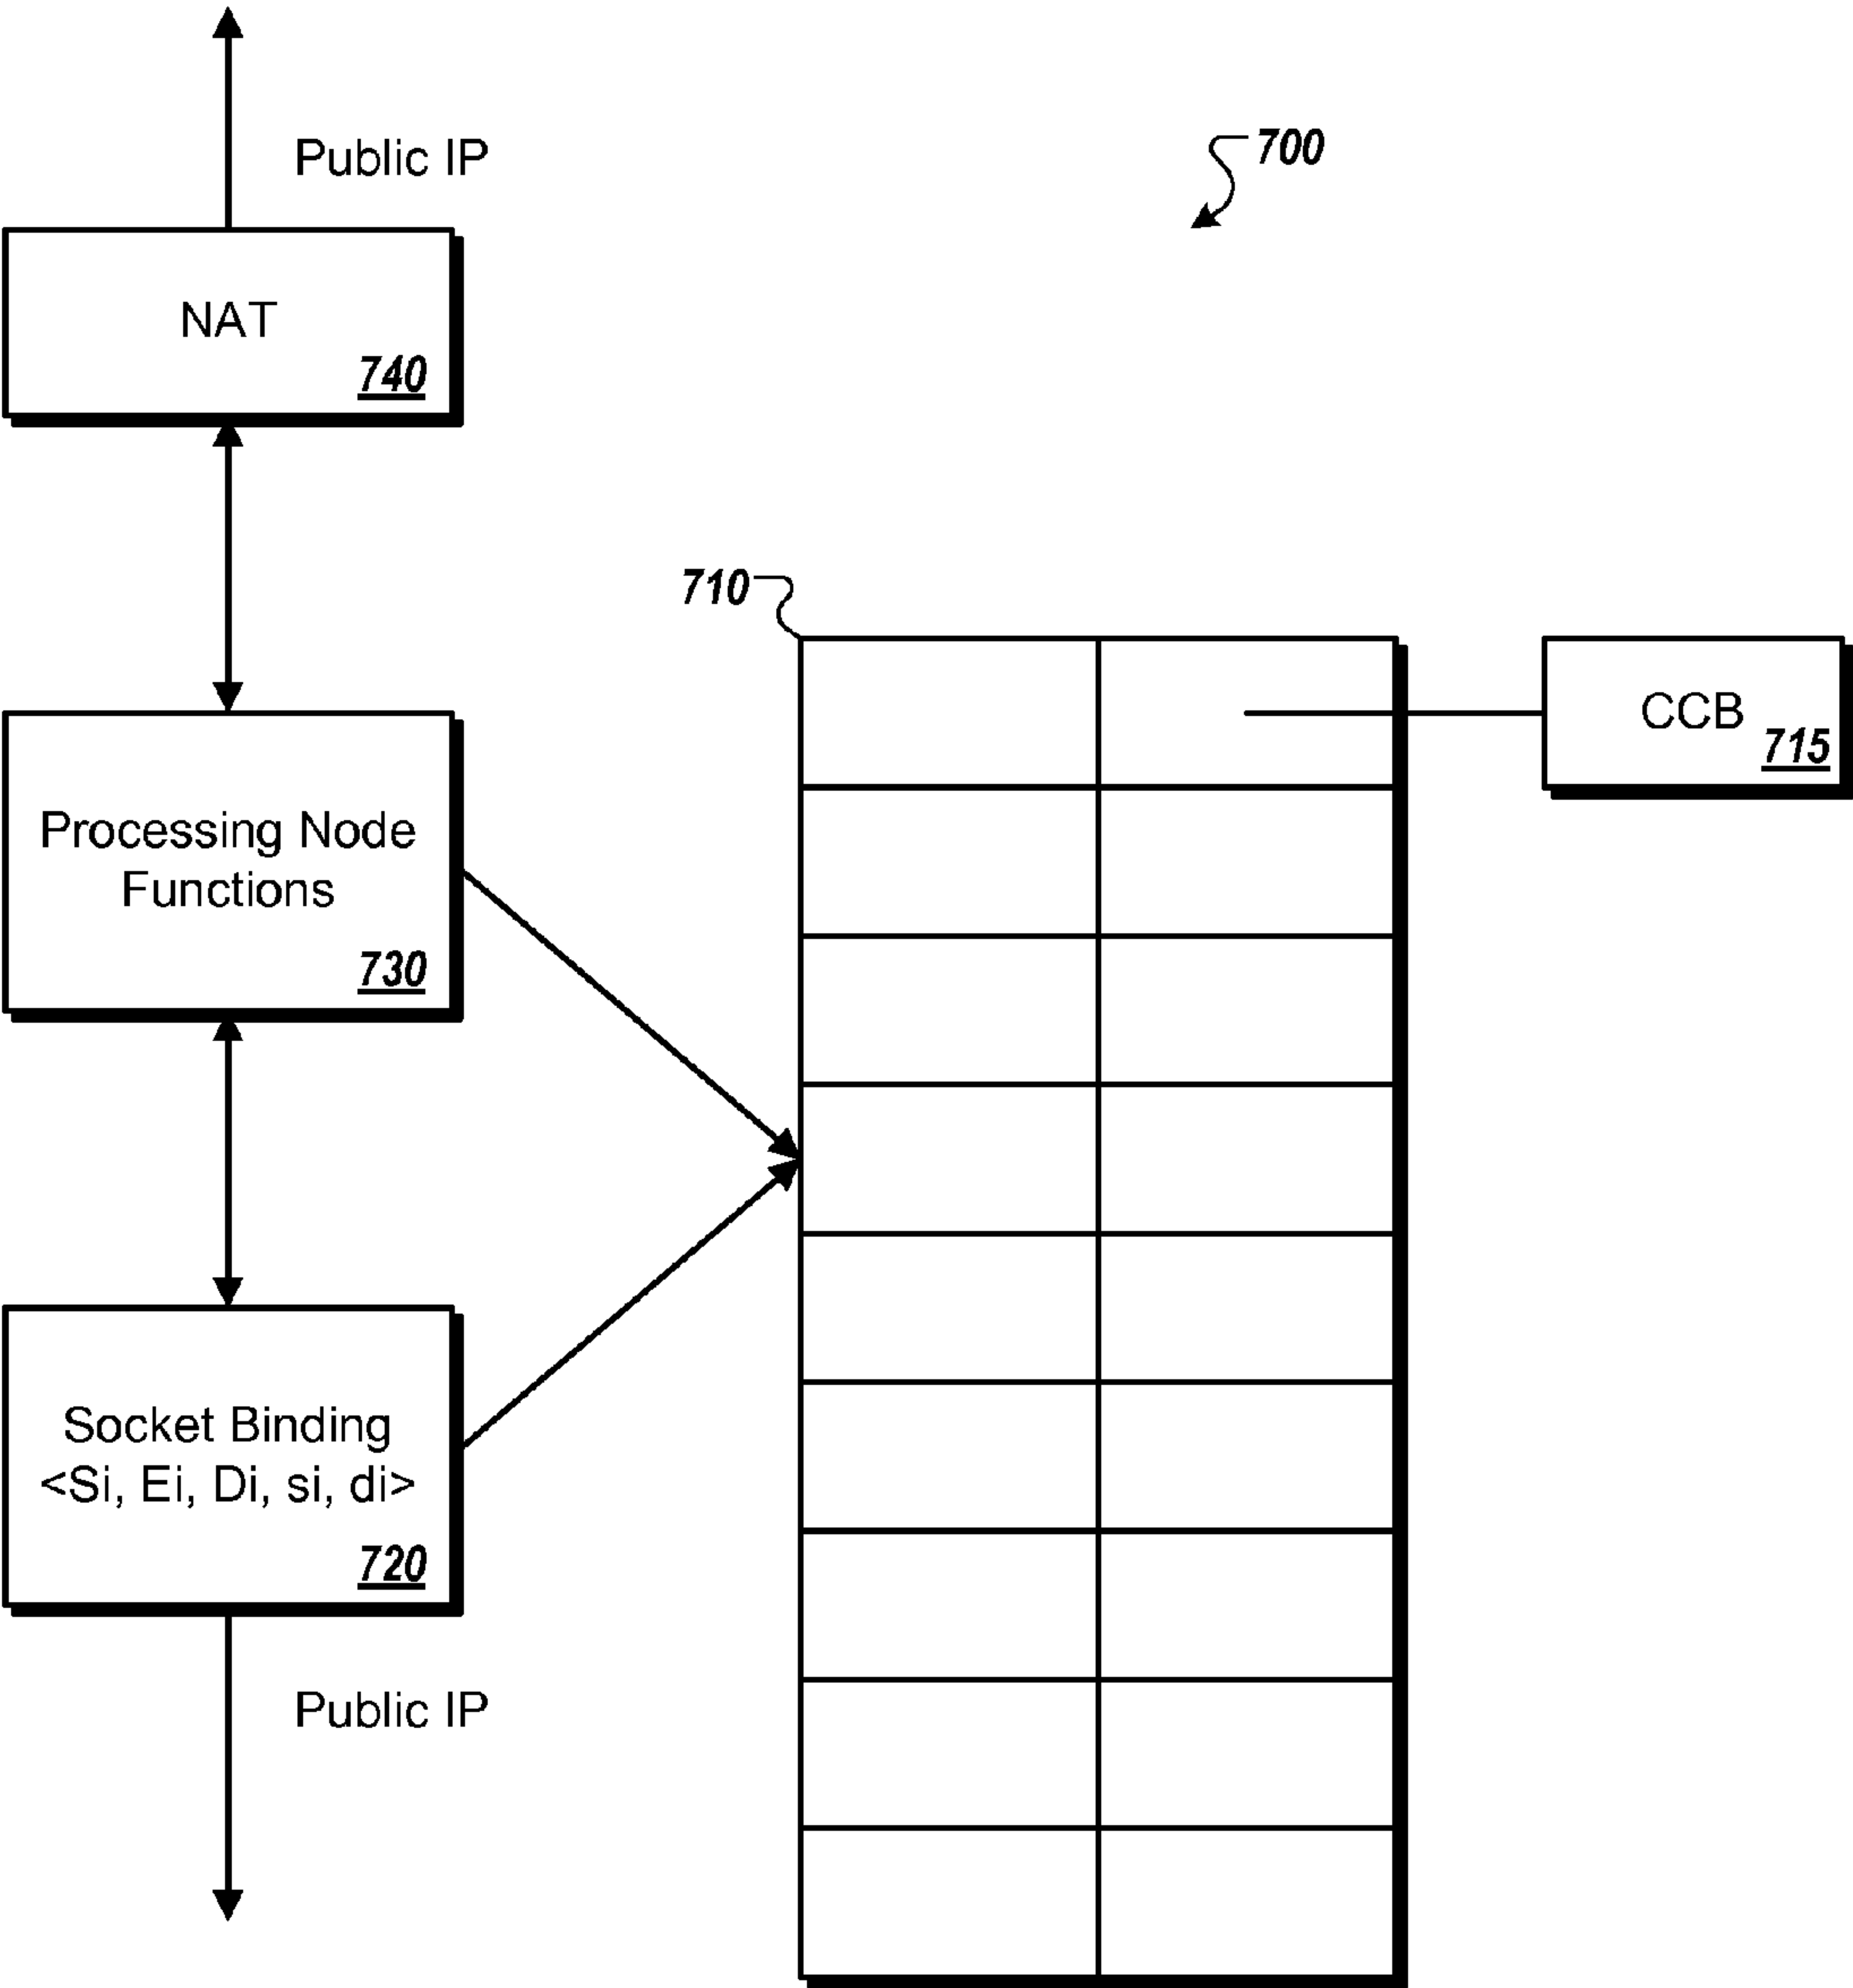 Public IP
700
NAT
740
710
CCB
715
Processing Node
Functions
730
Socket Binding
<Si, Ei, Di, si, di>
720
Public IP